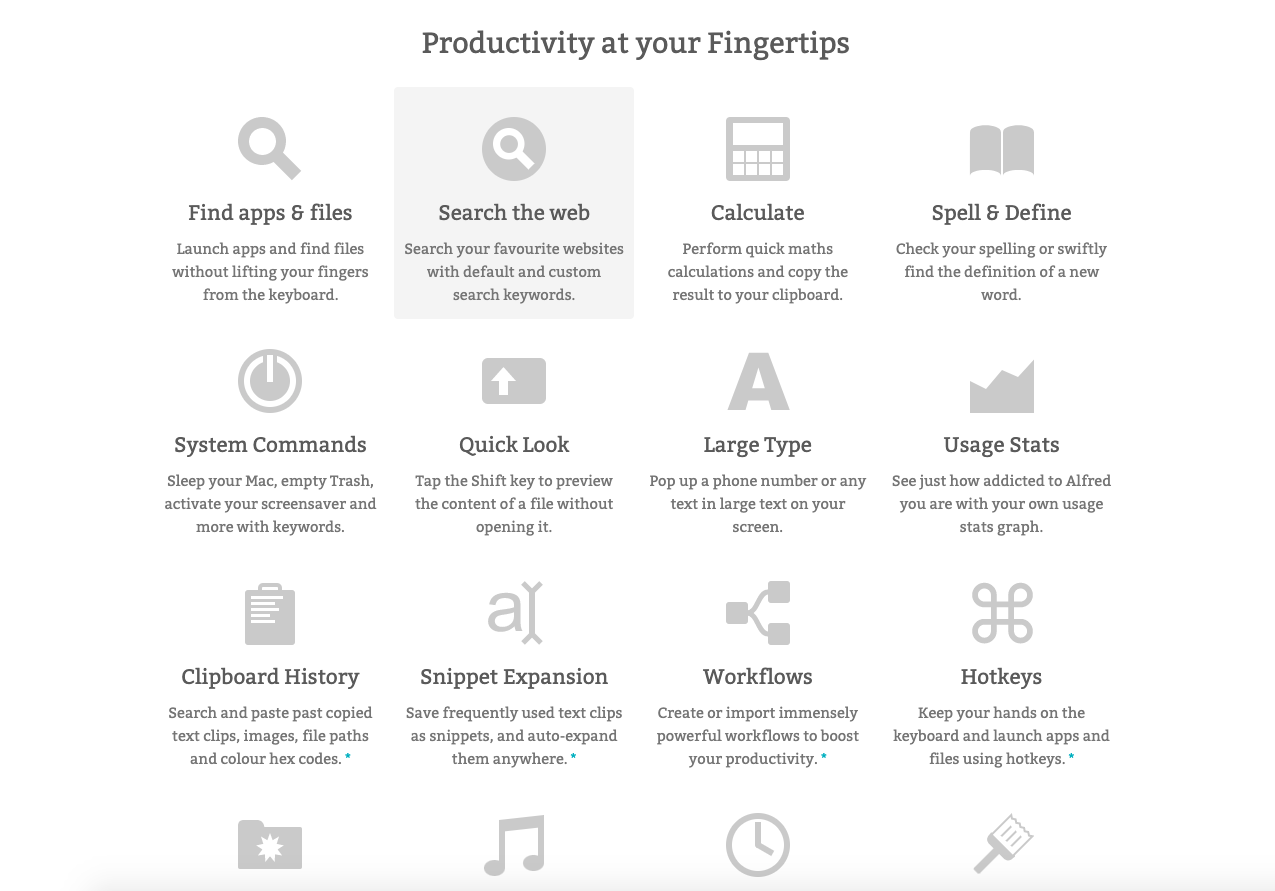 Productivity at your Fingertips
Find apps & files
Launch apps and find files
without lifting your fingers
from the keyboard.
Search the web
Search your favourite websites
with default and custom
search keywords.
Calculate
Perform quick maths
calculations and copy the
result to your clipboard.
Spell & Define
Check your spelling or swiftly
find the definition of a new
word.
System Commands
Sleep your Mac, empty Trash,
activate your screensaver and
more with keywords.
Quick Look
Tap the Shift key to preview
the content of a file without
opening it.
A
Large Type
Pop up a phone number or any
text in large text on your
screen.
Usage Stats
See just how addicted to Alfred
you are with your own usage
stats graph.
Clipboard History
Search and paste past copied
text clips, images, file paths
and colour hex codes. *
a
Snippet Expansion
Save frequently used text clips
as snippets, and auto-expand
them anywhere. *
Workflows
Create or import immensely
powerful workflows to boost
your productivity. *
⌘
Hotkeys
Keep your hands on the
keyboard and launch apps and
files using hotkeys. *